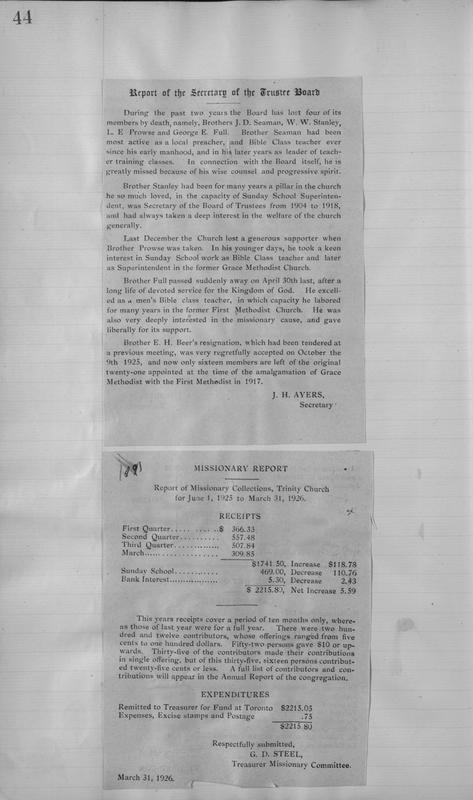 44
Report of the Secretary of the Trustee Board
During the past two years the Board has lost four of its
members by death, namely, Brothers J. D. Seaman, W. W. Stanley,
L. E Prowse and George E. Full. Brother Seaman had been
most active as a local preacher, and Bible Class teacher ever
since his early manhood, and in his later years as leader of teach-
er training classes. In connection with the Board itself, he is
greatly missed because of his wise counsel and progressive spirit.
Brother Stanley had been for many years a pillar in the church
he so much loved, in the capacity of Sunday School Superinten-
dent, was Secretary of the Board of Trustees from 1904 to 1918,
and had always taken a deep interest in the welfare of the church
generally.
Last December the Church lost a generous supporter when
Brother Prowse was taken. In his younger days, he took a keen
interest in Sunday School work as Bible Class teacher and later
as Superintendent in the former Grace Methodist Church.
Brother Full passed suddenly away on April 30th last, after a
long life of devoted service for the Kingdom of God. He excell-
ed as a men's Bible class teacher, in which capacity he labored
for many years in the former First Methodist Church. He was
also very deeply interested in the missionary cause, and gave
liberally for its support.
Brother E. H. Beer's resignation, which had been tendered at
a previous meeting, was very regretfully accepted on October the
9th 1925, and now only sixteen members are left of the original
twenty-one appointed at the time of the amalgamation of Grace
Methodist with the First Methodist in 1917.
J. H. AYERS,
Secretary
MISSIONARY REPORT
Report of Missionary Collections, Trinity Church
for June 1, 1925 to March 31, 1926.
RECEIPTS
First Quarter............$ 366.33
Second Quarter.......... 557.48
Third Quarter.............. 507.84
March..................... 309.85
$1741 50, Increase $118.78
Sunday School............ 469.00, Decrease 110.76
Bank Interest.................. 5.30, Decrease 2.43
$ 2215.80, Net Increase 5.59
This years receipts cover a period of ten months only, where-
as those of last year were for a full year. There were two hun-
dred and twelve contributors, whose offerings ranged from five
cents to one hundred dollars. Fifty-two persons gave $10 or up-
wards. Thirty-five of the contributors made their contributions
in single offering, but of this thirty-five, sixteen persons contribut-
ed twenty-five cents or less. A full list of contributors and con-
tributions will appear in the Annual Report of the congregation.
EXPENDITURES
Remitted to Treasurer for Fund at Toronto $2215.05
Expenses, Excise stamps and Postage .75
$2215 80
Respectfully submitted,
G. D. STEEL,
Treasurer Missionary Committee.
March 31, 1926.